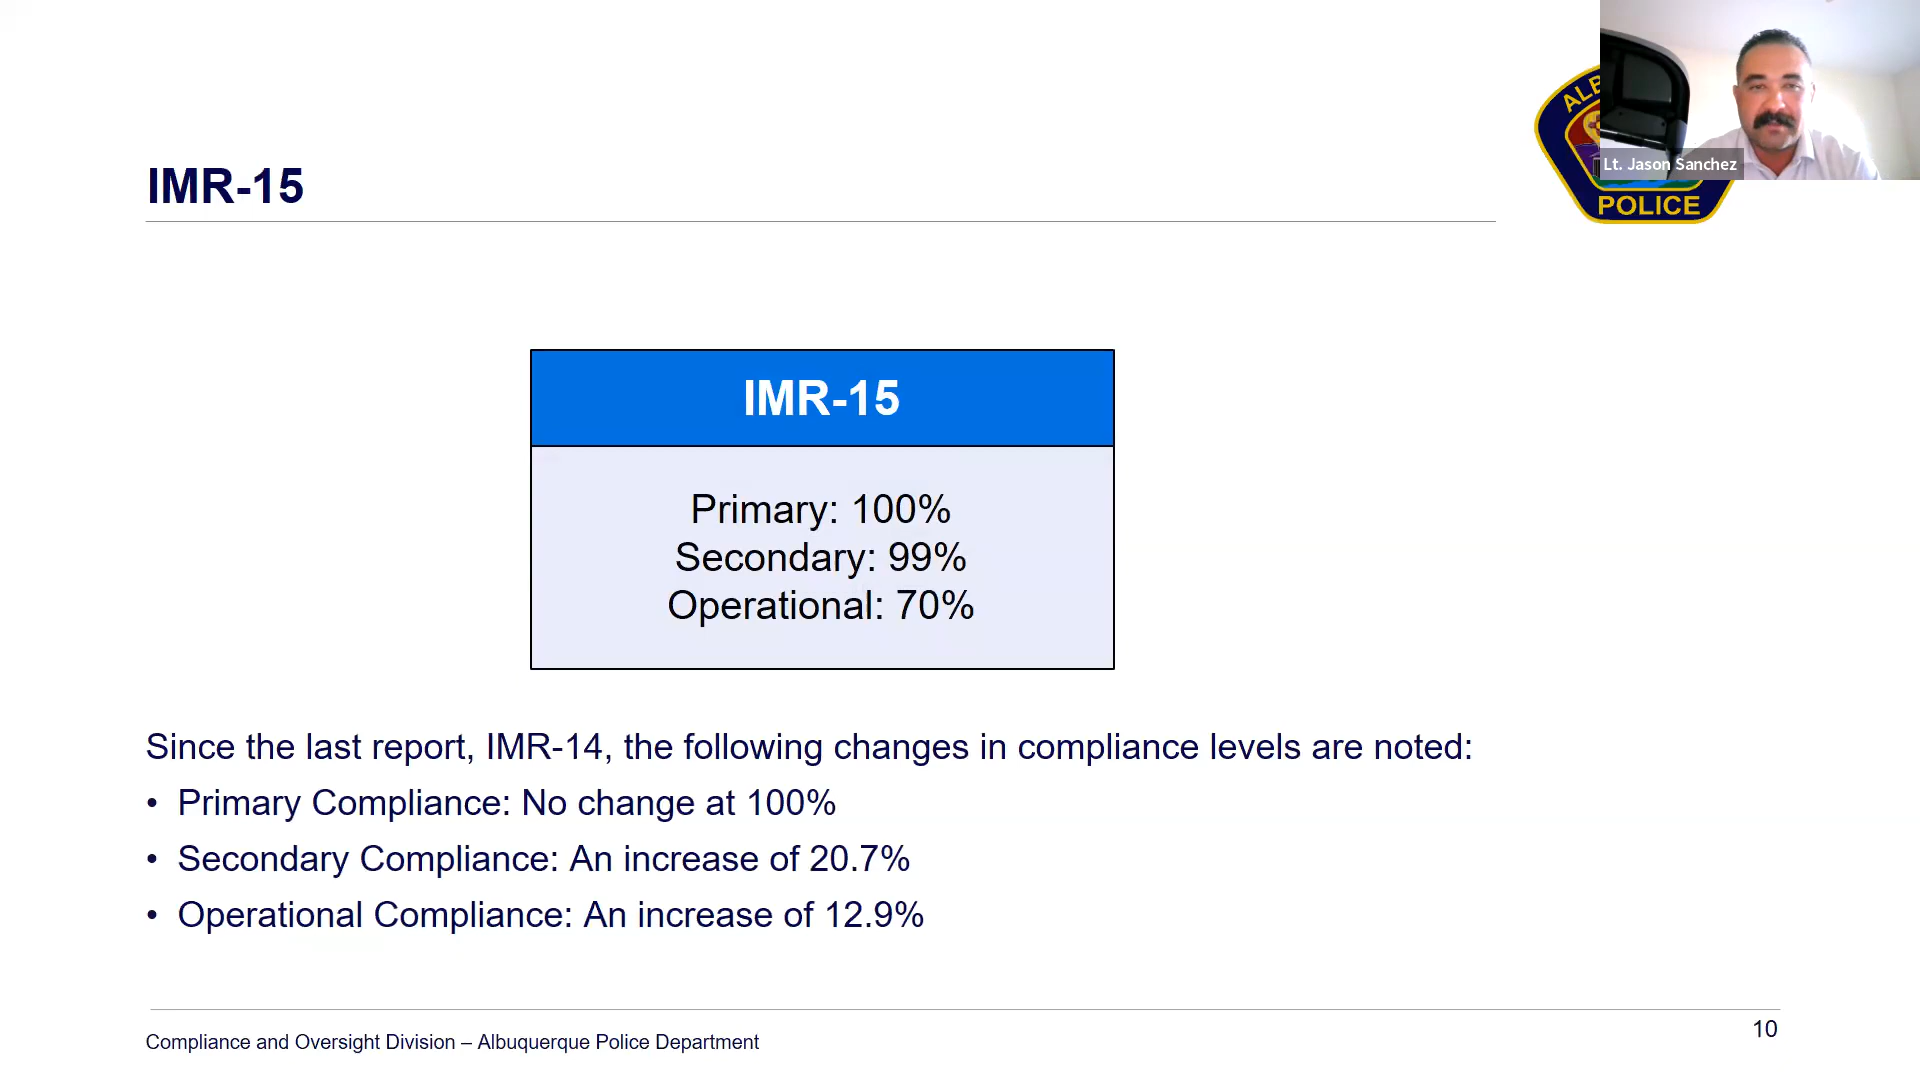 IMR-15
Lt. Jason Sanchez
POLICE
IMR-15
Primary: 100%
Secondary: 99%
Operational: 70%
Since the last report, IMR-14, the following changes in compliance levels are noted:
• Primary Compliance: No change at 100%
• Secondary Compliance: An increase of 20.7%
• Operational Compliance: An increase of 12.9%
Compliance and Oversight Division – Albuquerque Police Department
10